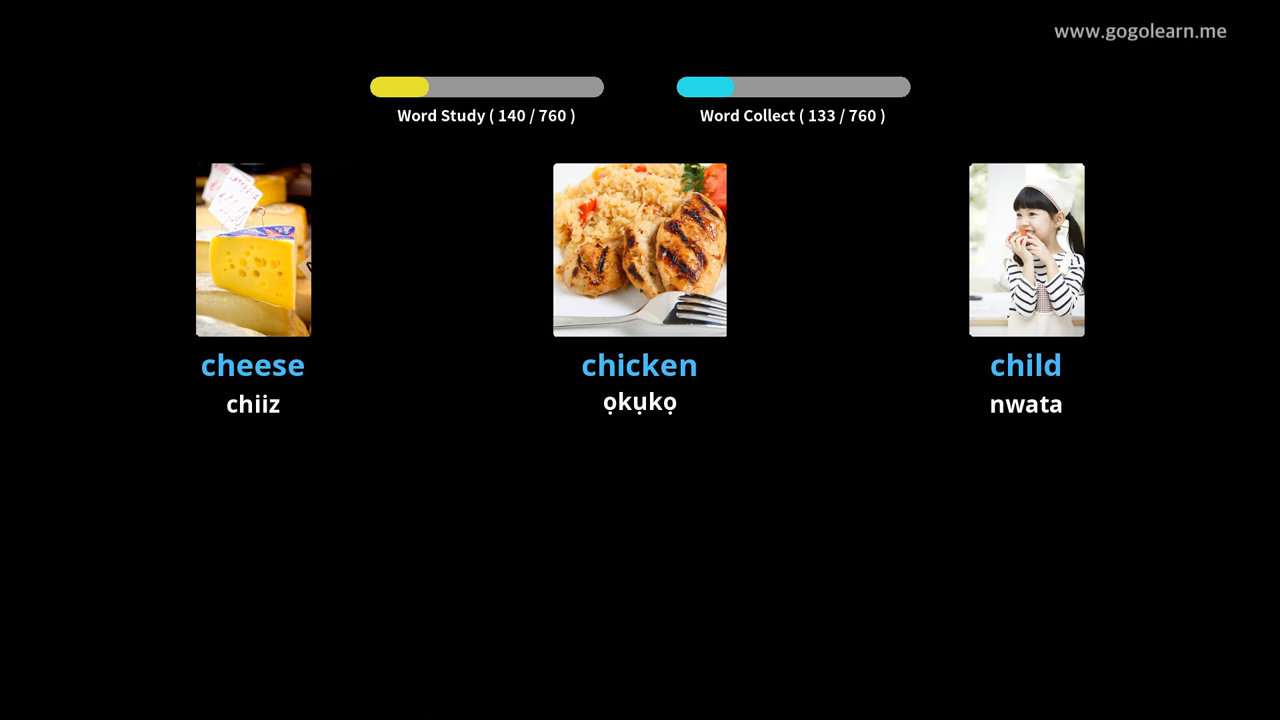 www.gogolearn.me
Word Study ( 140 / 760 )
Word Collect ( 133 / 760 )
cheese
chiiz
chicken
ọkụkọ
child
nwata